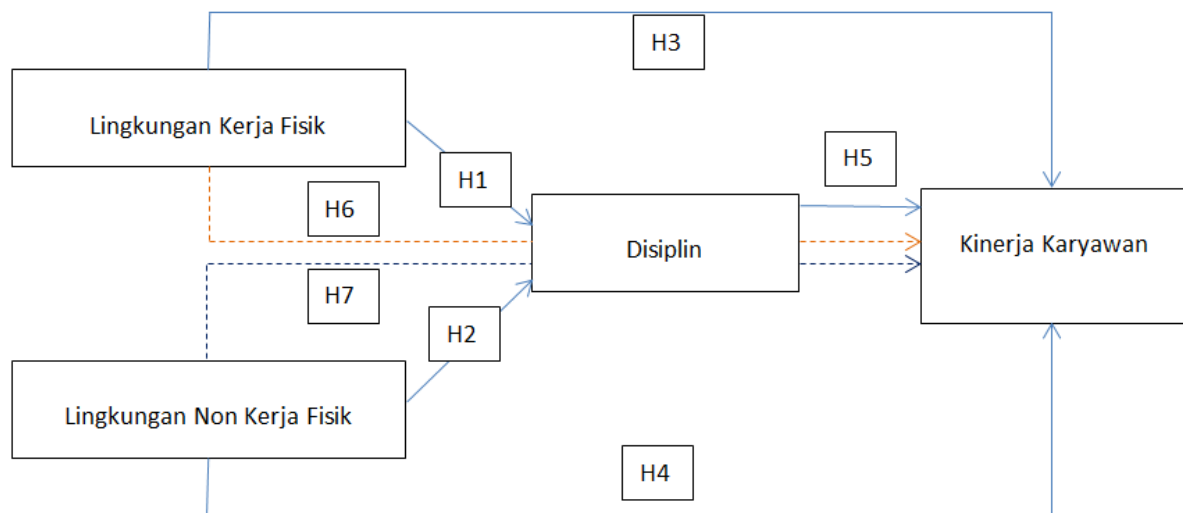 H3
Lingkungan Kerja Fisik
H1
H5
H6
Disiplin
Kinerja Karyawan
H7
H2
Lingkungan Non Kerja Fisik
H4